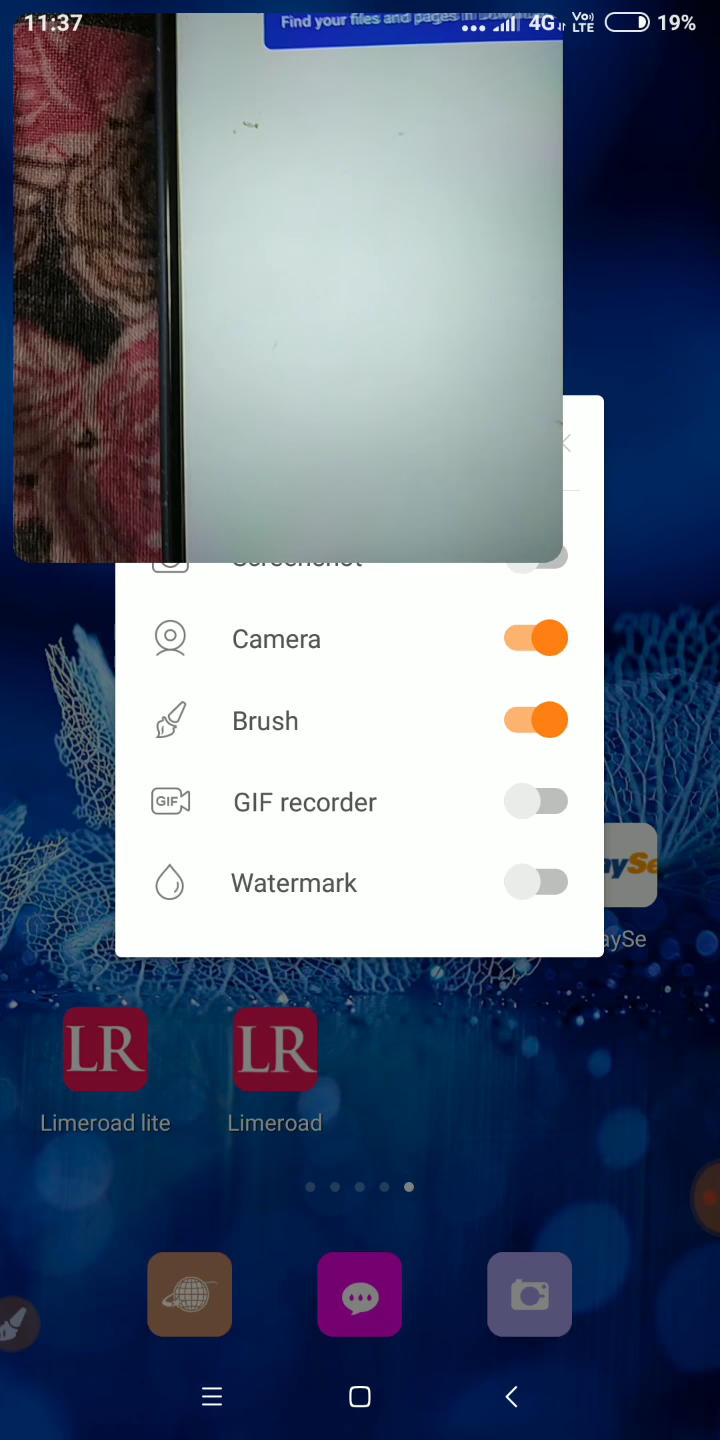 11:37
4G
Vo)
LTE
19%
Find your files and pages in
Screenshot
Camera
Brush
GIF
GIF recorder
Watermark
aySe
aySe
LR
LR
Limeroad lite
Limeroad